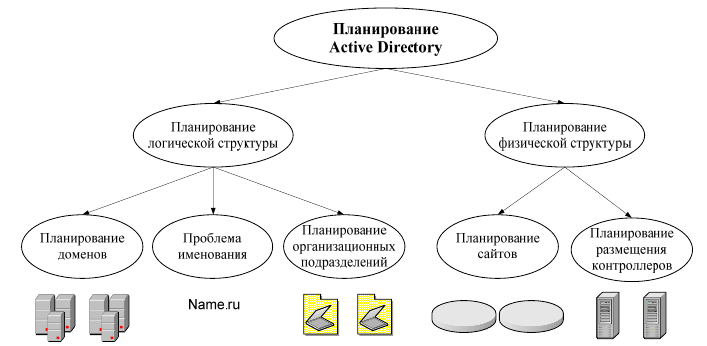 Планирование
Active Directory
Планирование
логической структуры
Планирование
физической структуры
Планирование
доменов
Проблема
именования
Планирование
организационных
подразделений
Планирование
сайтов
Планирование
размещения
контроллеров
Name.ru